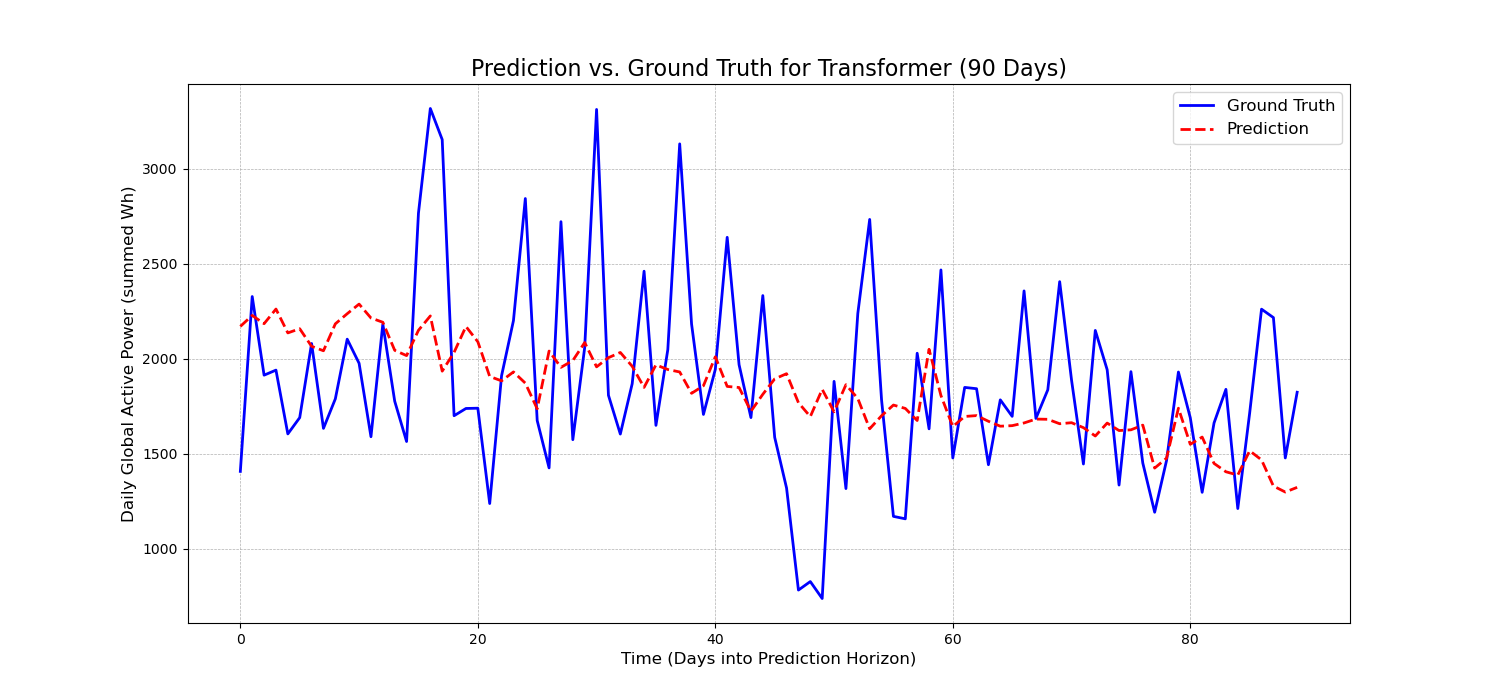 Prediction vs. Ground Truth for Transformer (90 Days)
Ground Truth
Prediction
Daily Global Active Power (summed Wh)
3000
2500
2000
1500
1000
0 20 40 60 80
Time (Days into Prediction Horizon)